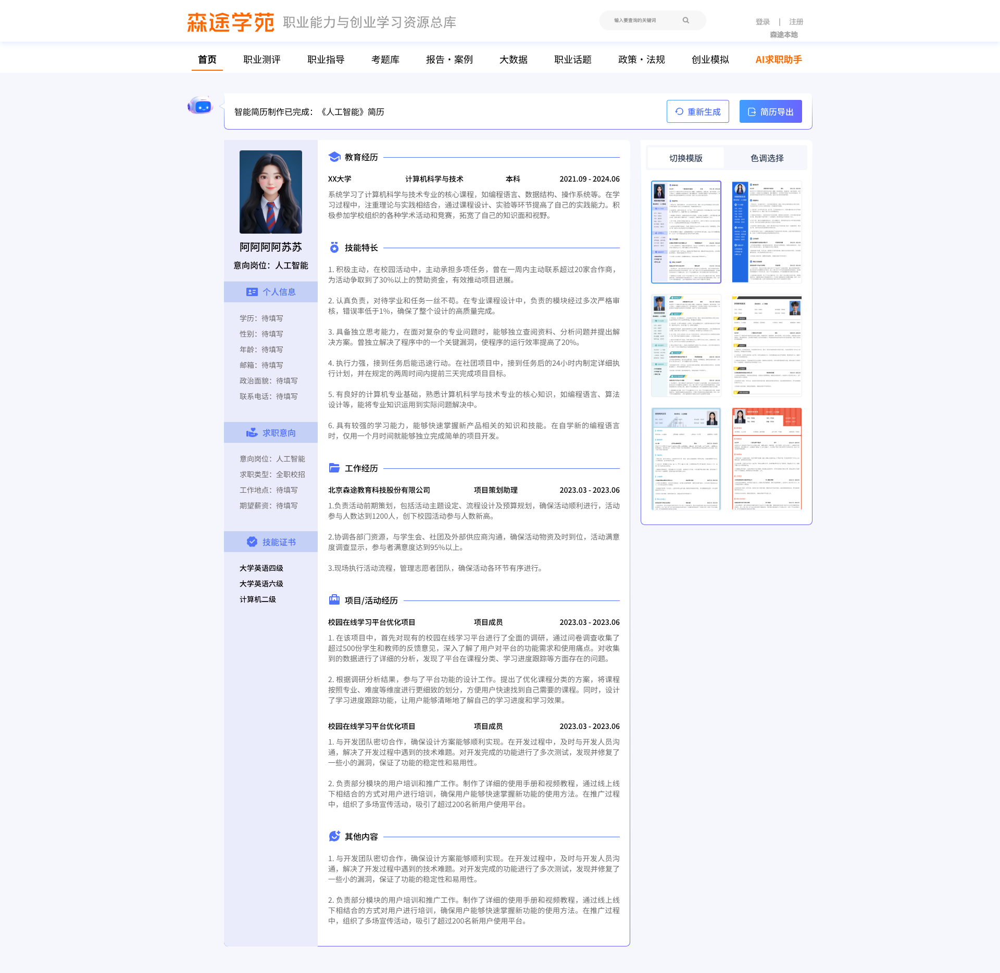 森途学苑 职业能力与创业学习资源总库
输入要查询的关键词
登录 | 注册
森途本地
首页 职业测评 职业指导 考题库 报告·案例 大数据 职业话题 政策·法规 创业模拟 AI求职助手
智能简历制作已完成：《人工智能》简历
重新生成
简历导出
阿阿阿阿苏苏
意向岗位：人工智能
个人信息
学历：待填写
性别：待填写
年龄：待填写
邮箱：待填写
政治面貌：待填写
联系电话：待填写
求职意向
意向岗位：人工智能
求职类型：全职校招
工作地点：待填写
期望薪资：待填写
技能证书
大学英语四级
大学英语六级
计算机二级
教育经历
XX大学 计算机科学与技术 本科 2021.09 - 2024.06
系统学习了计算机科学与技术专业的核心课程，如编程语言、数据结构、操作系统等。在学
习过程中，注重理论与实践相结合，通过课程设计、实验等环节提高了自己的实践能力。积
极参加学校组织的各种学术活动和竞赛，拓宽了自己的知识面和视野。
技能特长
1. 积极主动，在校园活动中，主动承担多项任务，曾在一周内主动联系超过20家合作商，
为活动争取到了30%以上的赞助资金，有效推动项目进展。
2. 认真负责，对待学业和任务一丝不苟。在专业课程设计中，负责的模块经过多次严格审
核，错误率低于1%，确保了整个设计的高质量完成。
3. 具备独立思考能力，在面对复杂的专业问题时，能够独立查阅资料、分析问题并提出解
决方案。曾独立解决了程序中的一个关键漏洞，使程序的运行效率提高了20%。
4. 执行力强，接到任务后能迅速行动。在社团项目中，接到任务后的24小时内制定详细执
行计划，并在规定的两周时间内提前三天完成项目目标。
5. 有良好的计算机专业基础，熟悉计算机科学与技术专业的核心知识，如编程语言、算法
设计等，能将专业知识运用到实际问题解决中。
6. 具有较强的学习能力，能够快速掌握新产品相关的知识和技能。在自学新的编程语言
时，仅用一个月时间就能够独立完成简单的项目开发。
工作经历
北京森途教育科技股份有限公司 项目策划助理 2023.03 - 2023.06
1.负责活动前期策划，包括活动主题设定、流程设计及预算规划，确保活动顺利进行，活动
参与人数达到1200人，创下校园活动参与人数新高。
2.协调各部门资源，与学生会、社团及外部供应商沟通，确保活动物资及时到位，活动满意
度调查显示，参与者满意度达到95%以上。
3.现场执行活动流程，管理志愿者团队，确保活动各环节有序进行。
项目/活动经历
校园在线学习平台优化项目 项目成员 2023.03 - 2023.06
1. 在该项目中，首先对现有的校园在线学习平台进行了全面的调研，通过问卷调查收集了
超过500份学生和教师的反馈意见，深入了解了用户对平台的功能需求和使用痛点。对收集
到的数据进行了详细的分析，发现了平台在课程分类、学习进度跟踪等方面存在的问题。
2. 根据调研分析结果，参与了平台功能的设计工作。提出了优化课程分类的方案，将课程
按照专业、难度等维度进行更细致的划分，方便用户快速找到自己需要的课程。同时，设计
了学习进度跟踪功能，让用户能够清晰地了解自己的学习进度和学习效果。
校园在线学习平台优化项目 项目成员 2023.03 - 2023.06
1. 与开发团队密切合作，确保设计方案能够顺利实现。在开发过程中，及时与开发人员沟
通，解决了开发过程中遇到的技术难题。对开发完成的功能进行了多次测试，发现并修复了
一些小的漏洞，保证了功能的稳定性和易用性。
2. 负责部分模块的用户培训和推广工作。制作了详细的使用手册和视频教程，通过线上线
下相结合的方式对用户进行培训，确保用户能够快速掌握新功能的使用方法。在推广过程
中，组织了多场宣传活动，吸引了超过200名新用户使用平台。
其他内容
1. 与开发团队密切合作，确保设计方案能够顺利实现。在开发过程中，及时与开发人员沟
通，解决了开发过程中遇到的技术难题。对开发完成的功能进行了多次测试，发现并修复了
一些小的漏洞，保证了功能的稳定性和易用性。
2. 负责部分模块的用户培训和推广工作。制作了详细的使用手册和视频教程，通过线上线
下相结合的方式对用户进行培训，确保用户能够快速掌握新功能的使用方法。在推广过程
中，组织了多场宣传活动，吸引了超过200名新用户使用平台。
切换模版 色调选择